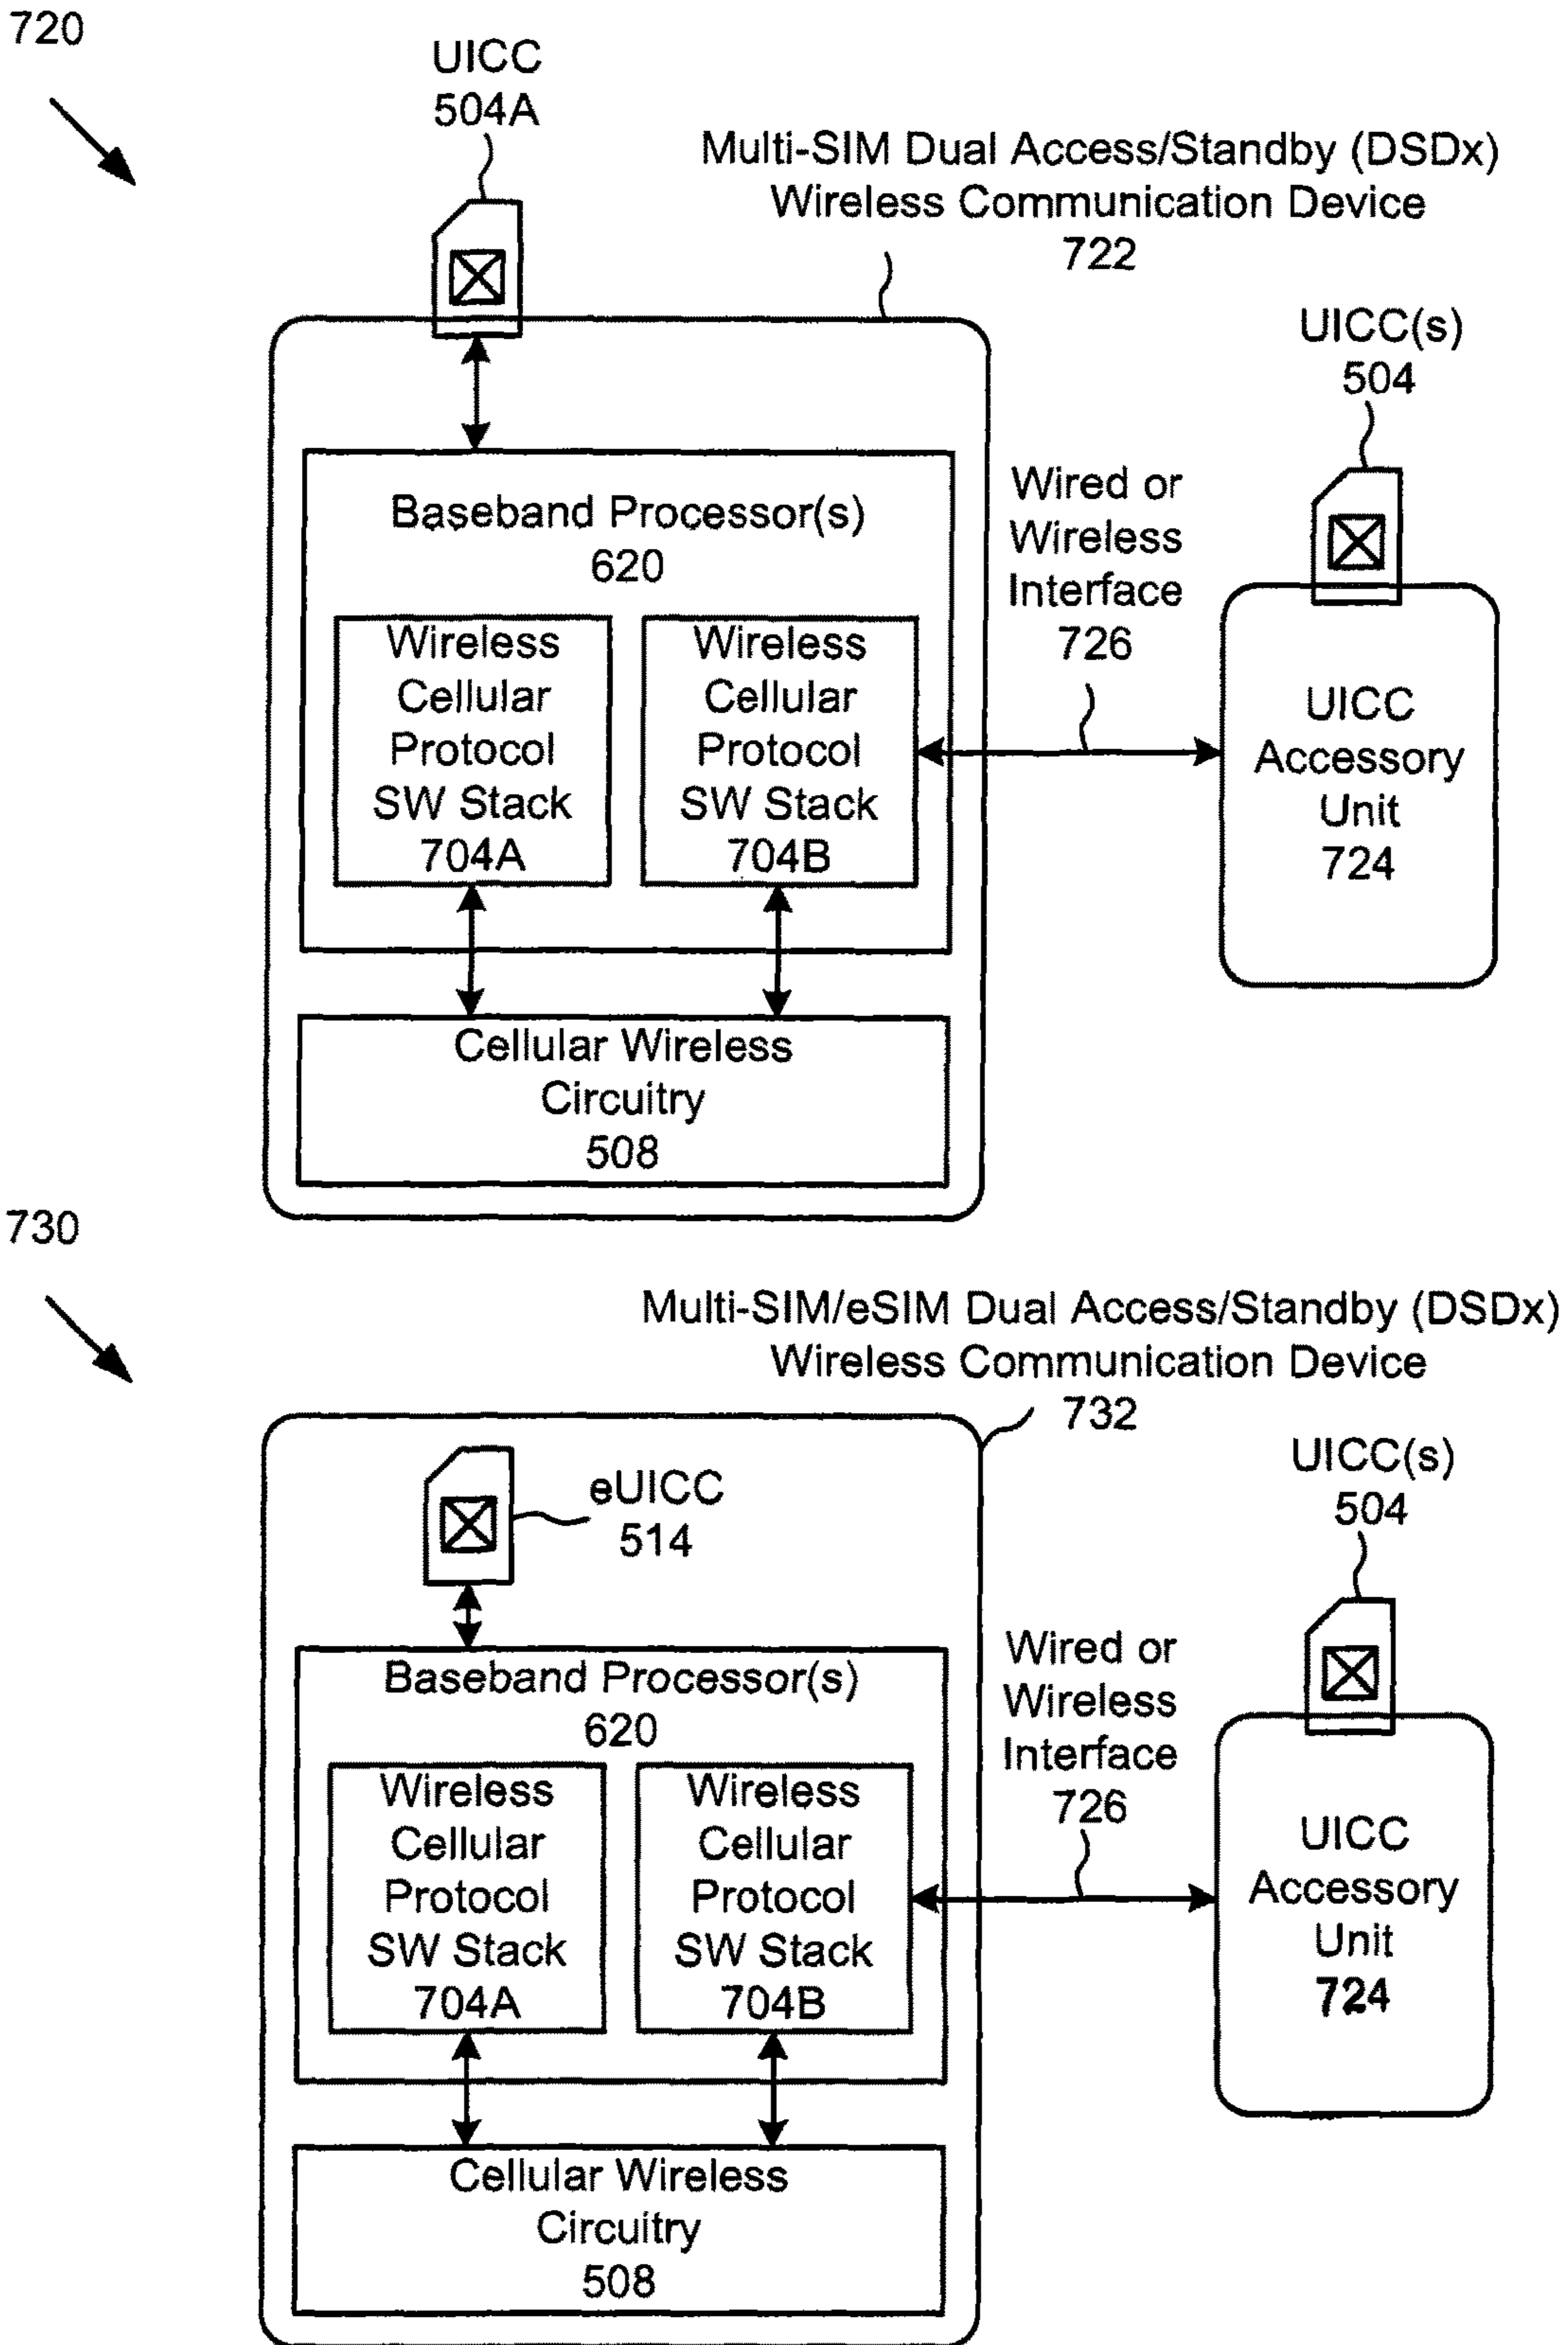 720
UICC
504A
Multi-SIM Dual Access/Standby (DSDx)
Wireless Communication Device
722
UICC(s)
504
Wired or
Wireless
Interface
726
Baseband Processor(s)
620
Wireless
Cellular
Protocol
SW Stack
704A
Wireless
Cellular
Protocol
SW Stack
704B
UICC
Accessory
Unit
724
Cellular Wireless
Circuitry
508
730
Multi-SIM/eSIM Dual Access/Standby (DSDx)
Wireless Communication Device
732
eUICC
514
UICC(s)
504
Wired or
Wireless
Interface
726
Baseband Processor(s)
620
Wireless
Cellular
Protocol
SW Stack
704A
Wireless
Cellular
Protocol
SW Stack
704B
UICC
Accessory
Unit
724
Cellular Wireless
Circuitry
508